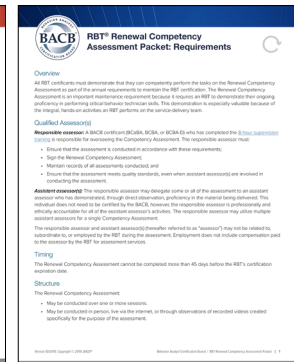 BEHAVIOR ANALYST
BACB
CERTIFICATION BOARD
RBT® Renewal Competency
Assessment Packet: Requirements
Overview
All RBT certificants must demonstrate that they can competently perform the tasks on the Renewal Competency
Assessment as part of the annual requirements to maintain the RBT certification. The Renewal Competency
Assessment is an important maintenance requirement because it requires an RBT to demonstrate their ongoing
proficiency in performing critical behavior technician skills. This demonstration is especially valuable because of
the integral, hands-on activities an RBT performs on the service-delivery team.
Qualified Assessor(s)
Responsible assessor: A BACB certificant (BCaBA, BCBA, or BCBA-D) who has completed the 8-hour supervision
training is responsible for overseeing the Competency Assessment. The responsible assessor must:
• Ensure that the assessment is conducted in accordance with these requirements;
• Sign the Renewal Competency Assessment;
• Maintain records of all assessments conducted; and
• Ensure that the assessment meets quality standards, even when assistant assessor(s) are involved in
conducting the assessment.
Assistant assessor(s): The responsible assessor may delegate some or all of the assessment to an assistant
assessor who has demonstrated, through direct observation, proficiency in the material being delivered. This
individual does not need to be certified by the BACB, however, the responsible assessor is professionally and
ethically accountable for all of the assistant assessor's activities. The responsible assessor may utilize multiple
assistant assessors for a single Competency Assessment.
The responsible assessor and assistant assessor(s) (hereafter referred to as "assessor") may not be related to,
subordinate to, or employed by the RBT during the assessment. Employment does not include compensation paid
to the assessor by the RBT for assessment services.
Timing
The Renewal Competency Assessment cannot be completed more than 45 days before the RBT's certification
expiration date.
Structure
The Renewal Competency Assessment:
• May be conducted over one or more sessions.
• May be conducted in person, live via the internet, or through observations of recorded videos created
specifically for the purpose of the assessment.